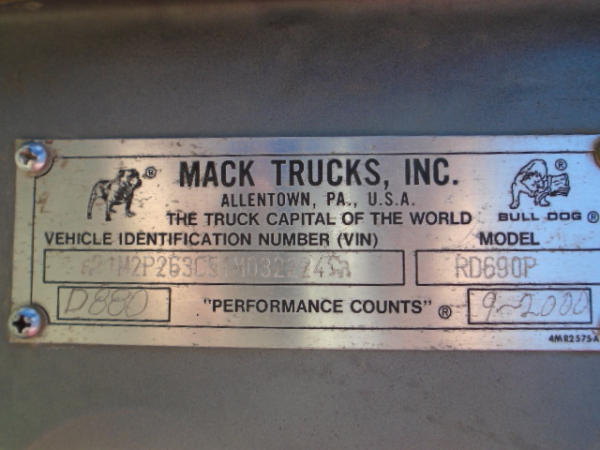 MACK TRUCKS, INC.
ALLENTOWN, PA., U.S.A.
THE TRUCK CAPITAL OF THE WORLD
BULL DOG ®
VEHICLE IDENTIFICATION NUMBER (VIN) MODEL
RD690P
D880 "PERFORMANCE COUNTS" ® 9-2000
4MR2575A